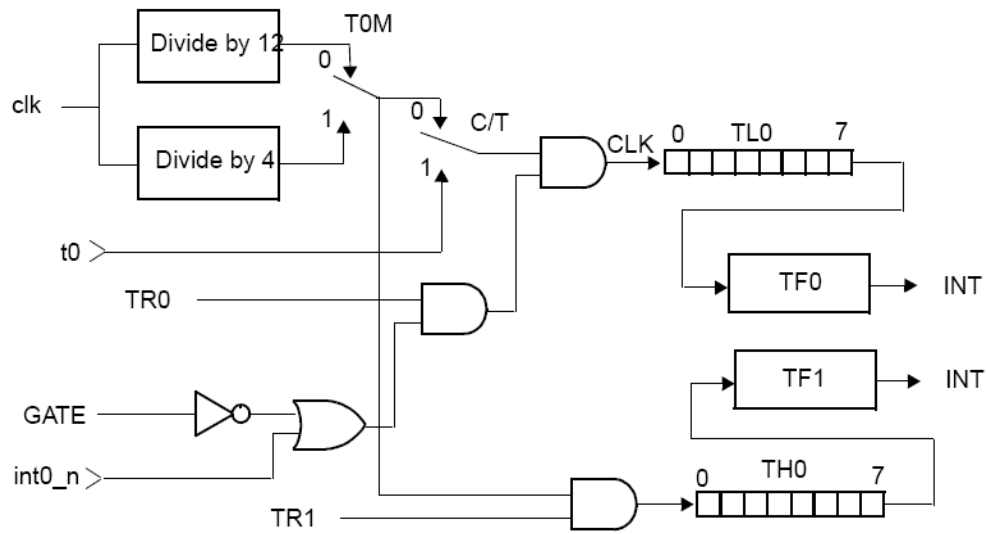 T0M
Divide by 12
0
clk
1
0
C/T
Divide by 4
1
CLK
0 TL0 7
t0
TR0
TF0 INT
TF1 INT
GATE
int0_n
0 TH0 7
TR1